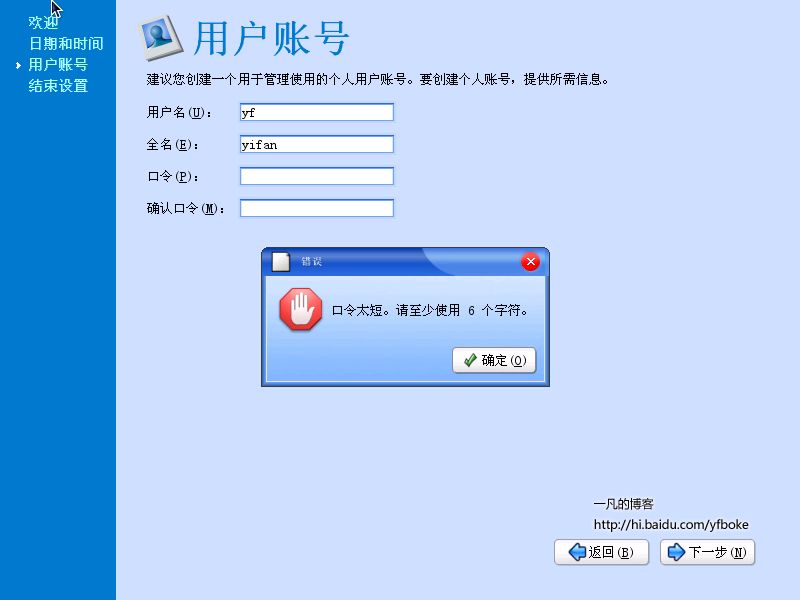 欢迎
日期和时间
用户账号
结束设置
用户账号
建议您创建一个用于管理使用的个人用户账号。要创建个人账号，提供所需信息。
用户名(U)： yf
全名(E)： yifan
口令(P)：
确认口令(M)：
错误
口令太短。请至少使用 6 个字符。
确定(O)
一凡的博客
http://hi.baidu.com/yfboke
返回(B) 下一步(N)